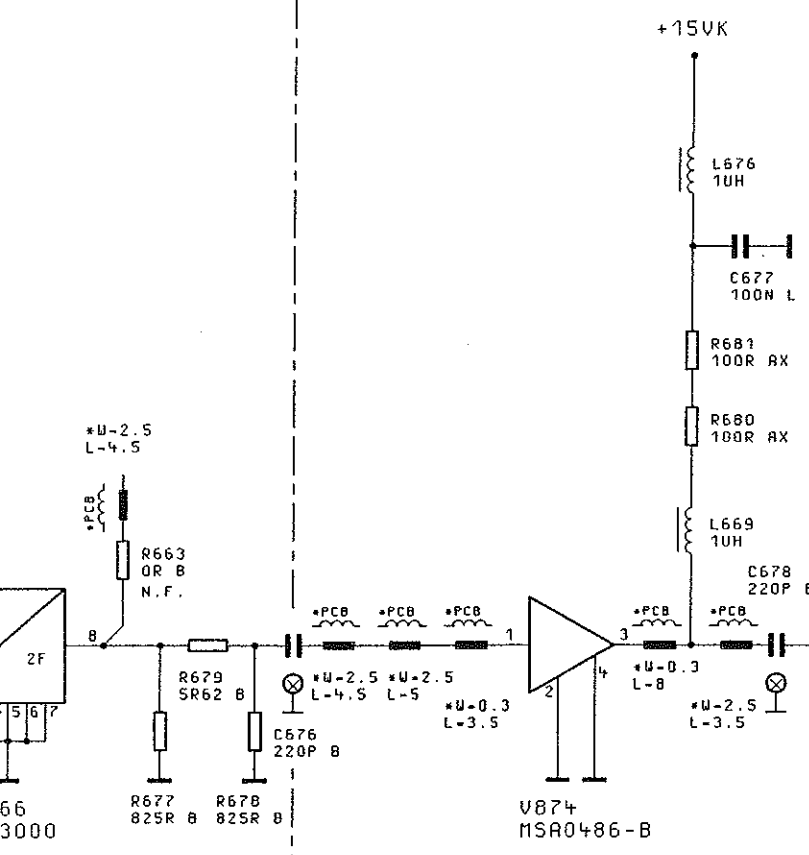 +15VK
L676
1UH
C677
100N L
R681
100R AX
R680
100R AX
*W-2.5
L-4.5
*PCB
R663
0R B
N.F.
L669
1UH
C678
220P B
8
2F
*PCB
*PCB
*PCB
1
3
4
2
*PCB
*PCB
R679
5R62 B
*W-2.5
L-4.5
*W-2.5
L-5
*W-0.3
L-3.5
*W-0.3
L-8
*W-2.5
L-3.5
5 6 7
C676
220P B
R677
825R B
R678
825R B
66
3000
V874
MSA0486-B